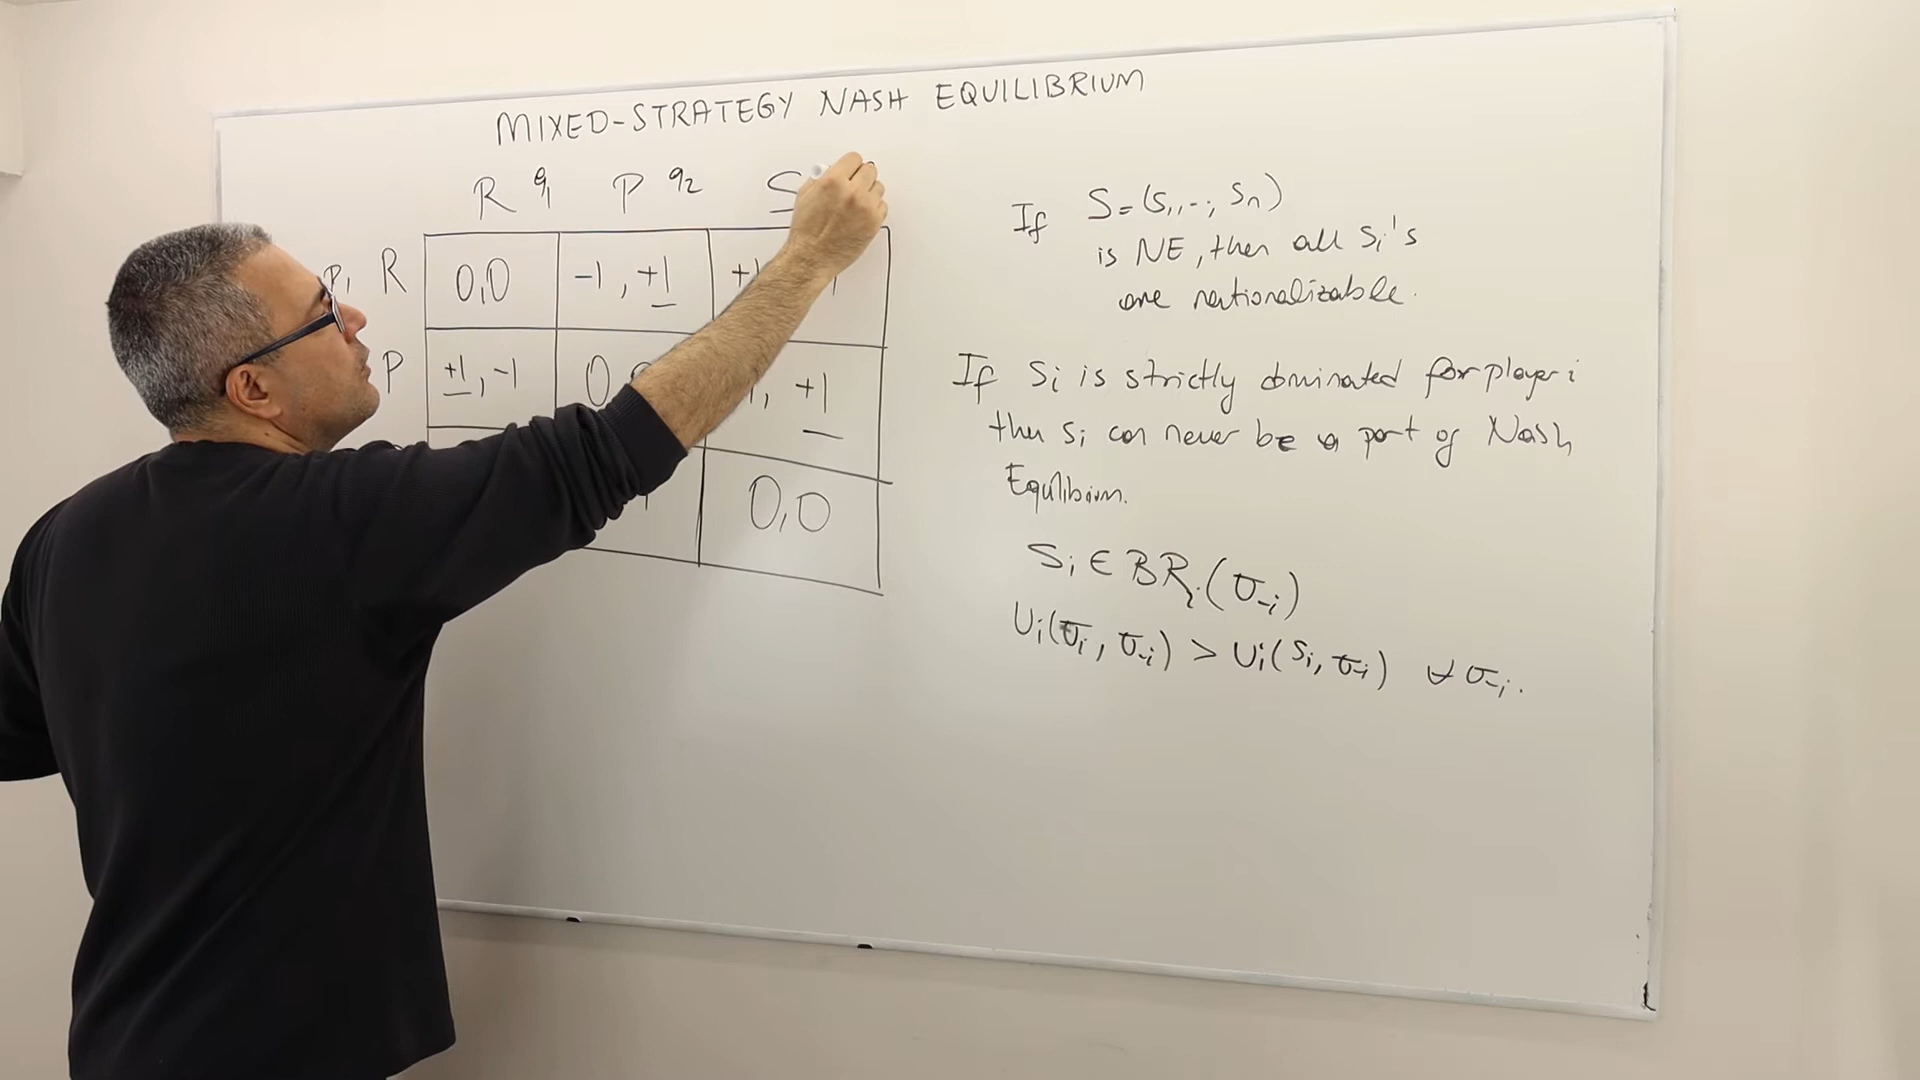 MIXED-STRATEGY NASH EQUILIBRIUM
R q1 P q2 S
P1 R 0,0 -1, +1 +1
P +1, -1 0 1, +1
0,0
If S=(s1,..., sn)
is NE, then all si's
are rationalizable.
If Si is strictly dominated for player i
then si can never be a part of Nash
Equilibium.
Si ∈ BRi(σ-i)
Ui(σi, σ-i) > Ui(si, σ-i) ∀ σ-i.